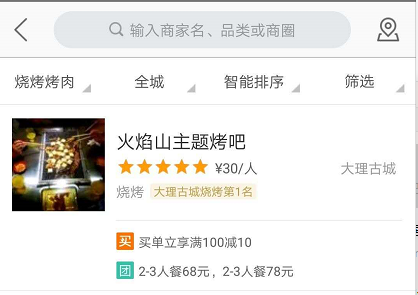 输入商家名、品类或商圈
烧烤烤肉 全城 智能排序 筛选
火焰山主题烤吧
¥30/人 大理古城
烧烤 大理古城烧烤第1名
买 买单立享满100减10
团 2-3人餐68元，2-3人餐78元